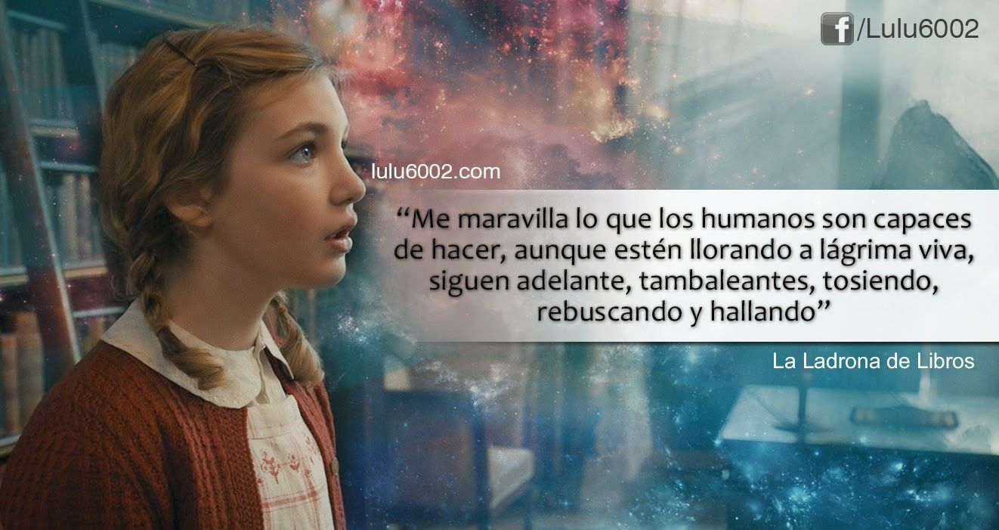 f/Lulu6002
lulu6002.com
“Me maravilla lo que los humanos son capaces
de hacer, aunque estén llorando a lágrima viva,
siguen adelante, tambaleantes, tosiendo,
rebuscando y hallando”
La Ladrona de Libros